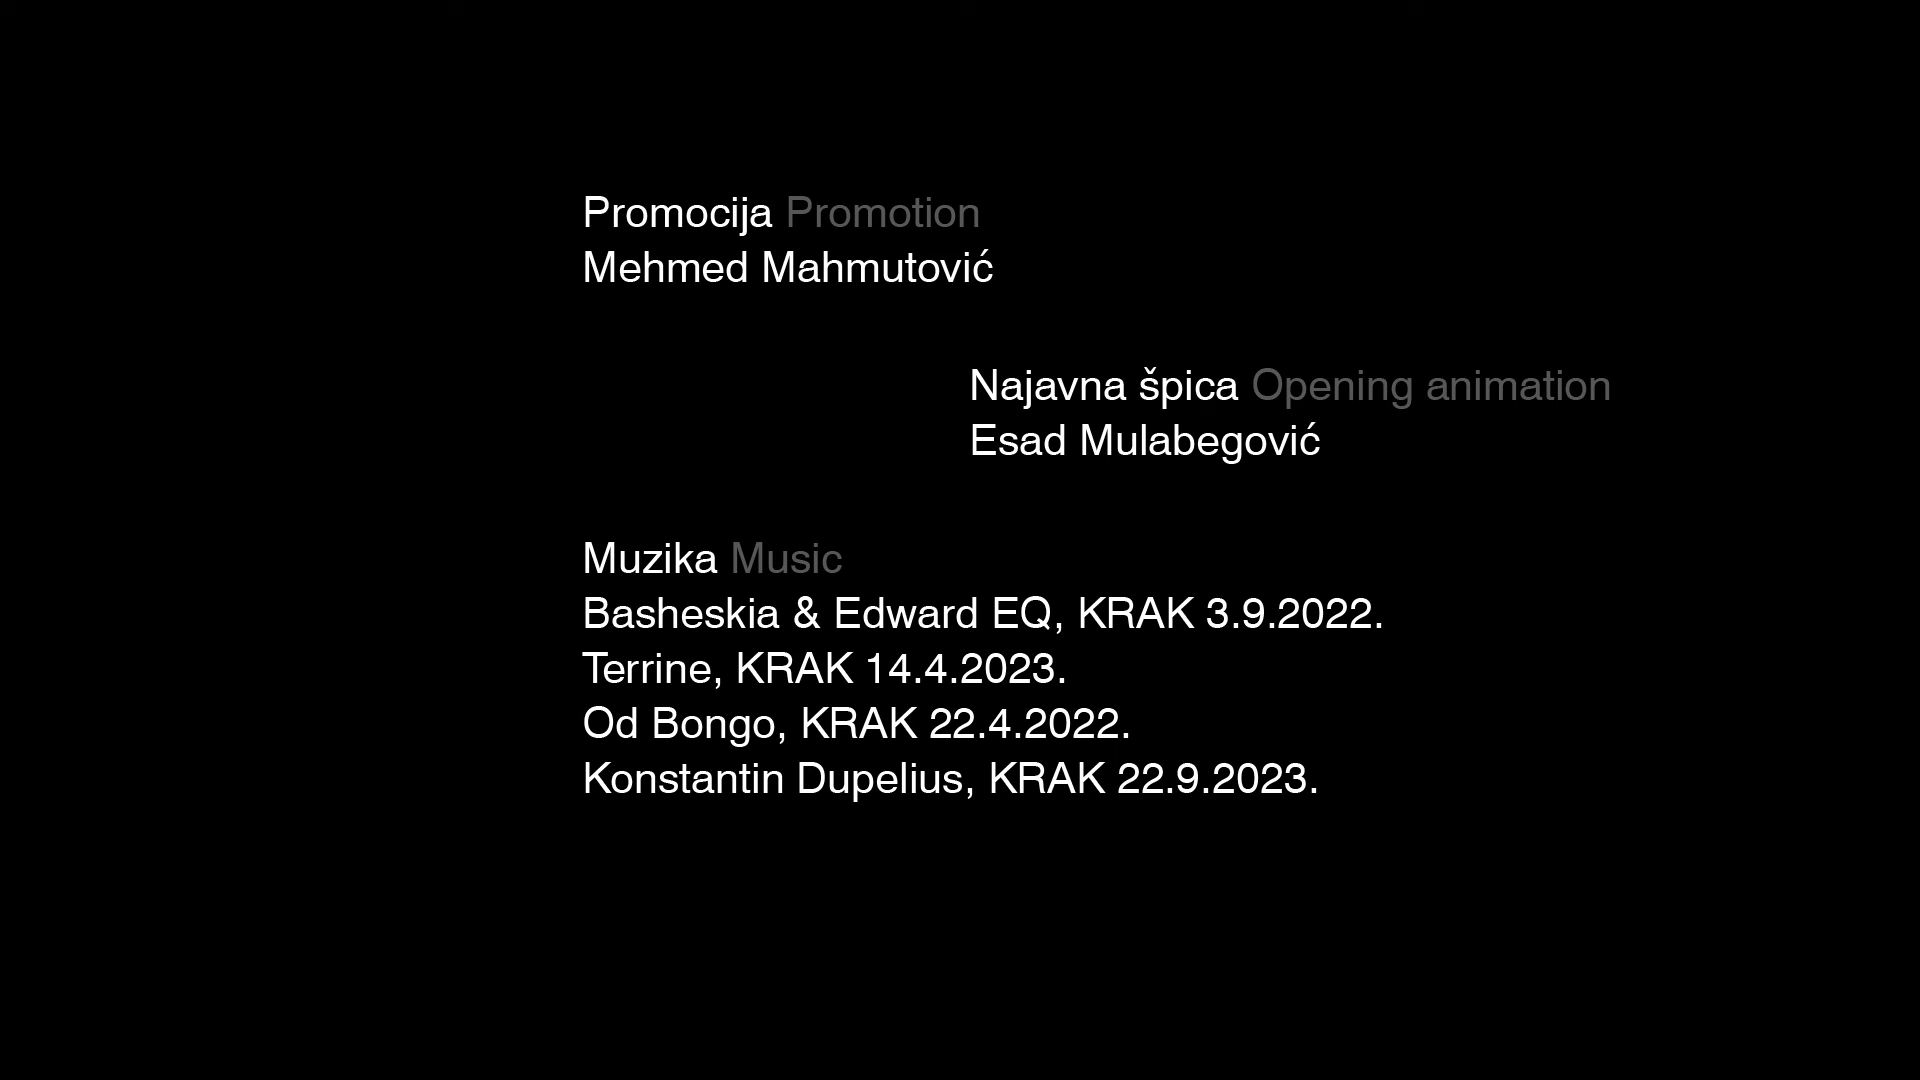 Promocija Promotion
Mehmed Mahmutović
Najavna špica Opening animation
Esad Mulabegović
Muzika Music
Basheskia & Edward EQ, KRAK 3.9.2022.
Terrine, KRAK 14.4.2023.
Od Bongo, KRAK 22.4.2022.
Konstantin Dupelius, KRAK 22.9.2023.